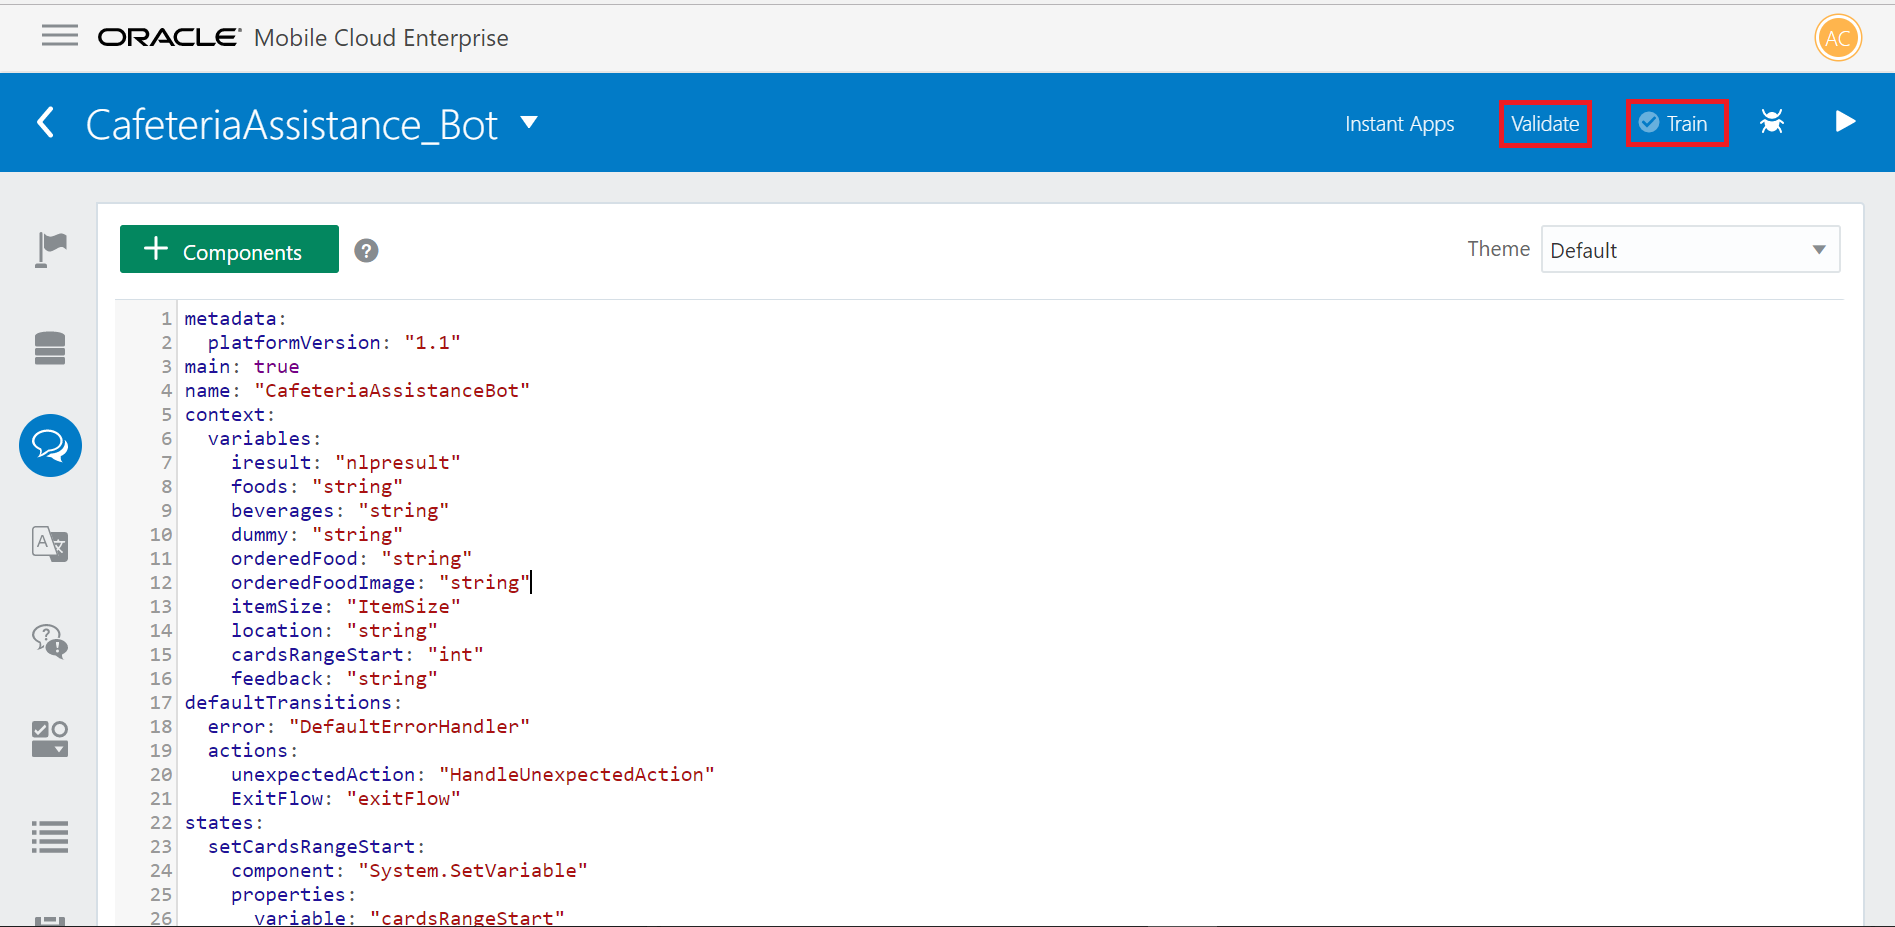 ORACLE® Mobile Cloud Enterprise
AC
CafeteriaAssistance_Bot
Instant Apps
Validate
Train
+ Components
?
Theme
Default
1 metadata:
2   platformVersion: "1.1"
3 main: true
4 name: "CafeteriaAssistanceBot"
5 context:
6   variables:
7     iresult: "nlpresult"
8     foods: "string"
9     beverages: "string"
10     dummy: "string"
11     orderedFood: "string"
12     orderedFoodImage: "string"
13     itemSize: "ItemSize"
14     location: "string"
15     cardsRangeStart: "int"
16     feedback: "string"
17 defaultTransitions:
18   error: "DefaultErrorHandler"
19   actions:
20     unexpectedAction: "HandleUnexpectedAction"
21     ExitFlow: "exitFlow"
22 states:
23   setCardsRangeStart:
24     component: "System.SetVariable"
25     properties:
26       variable: "cardsRangeStart"
A 文
? !